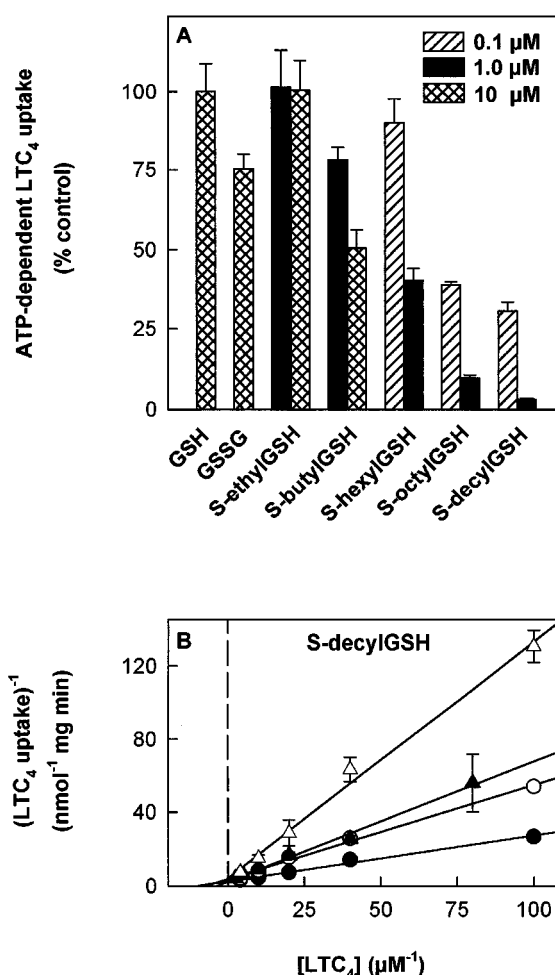 A
0.1 µM
1.0 µM
10 µM
ATP-dependent LTC4 uptake
(% control)
100
75
50
25
0
GSH
GSSG
S-ethylGSH
S-butylGSH
S-hexylGSH
S-octylGSH
S-decylGSH
B
S-decylGSH
(LTC4 uptake)-1
(nmol-1 mg min)
120
80
40
0
0 25 50 75 100
[LTC4] (µM-1)